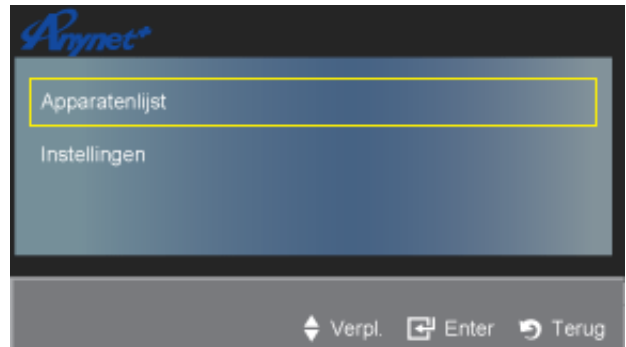 Anynet+
Apparatenlijst
Instellingen
Verpl. Enter Terug